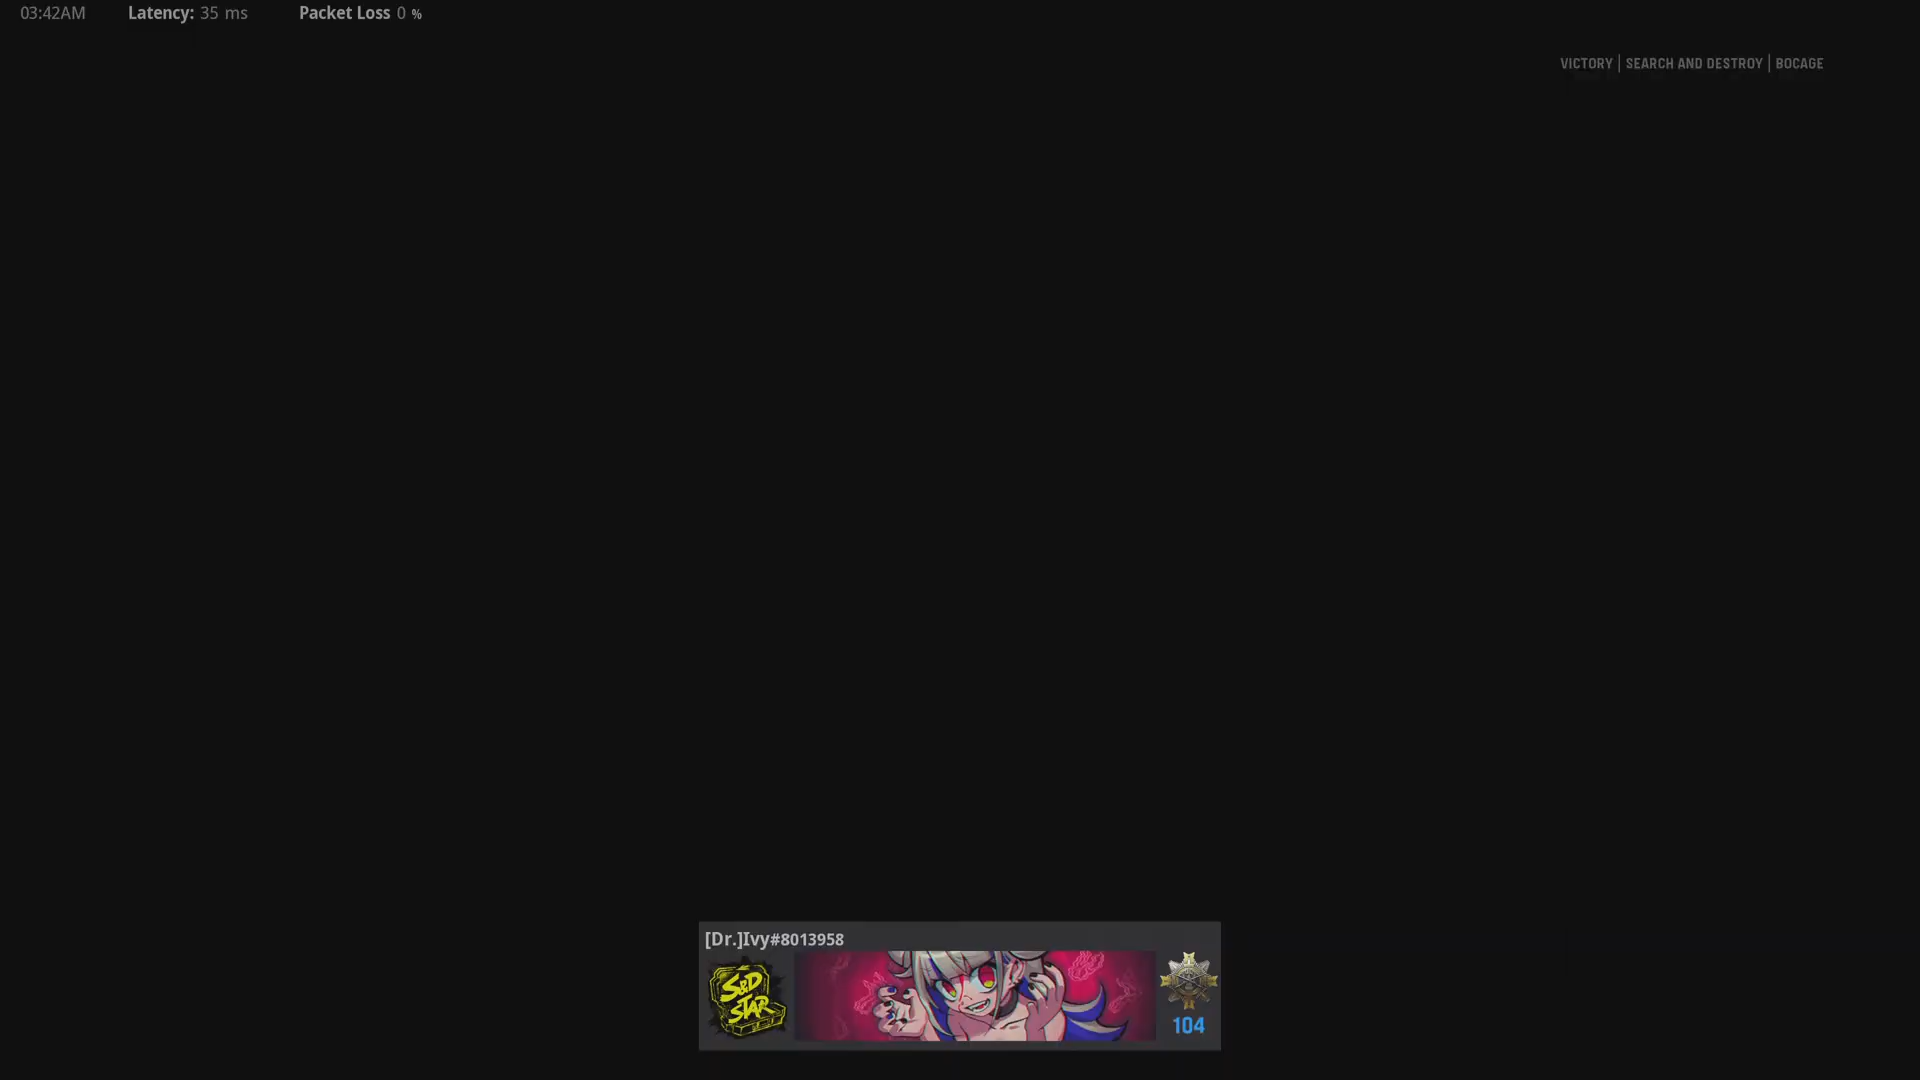 03:42AM Latency: 35 ms Packet Loss 0 %
VICTORY | SEARCH AND DESTROY | BOCAGE
[Dr.]Ivy#8013958
S&D
STAR
104